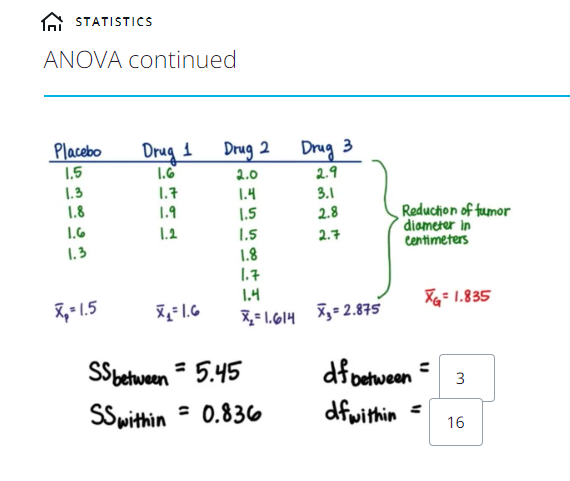 STATISTICS
ANOVA continued
Placebo Drug 1 Drug 2 Drug 3
1.5 1.6 2.0 2.9
1.3 1.7 1.4 3.1
1.8 1.9 1.5 2.8
1.6 1.2 1.5 2.7
1.3 1.8
1.7
1.4
Reduction of tumor
diameter in
centimeters
x̄ₚ = 1.5 x̄₁ = 1.6 x̄₂ = 1.614 x̄₃ = 2.875 x̄G = 1.835
SSbetween = 5.45 dfbetween = 3
SSwithin = 0.836 dfwithin = 16